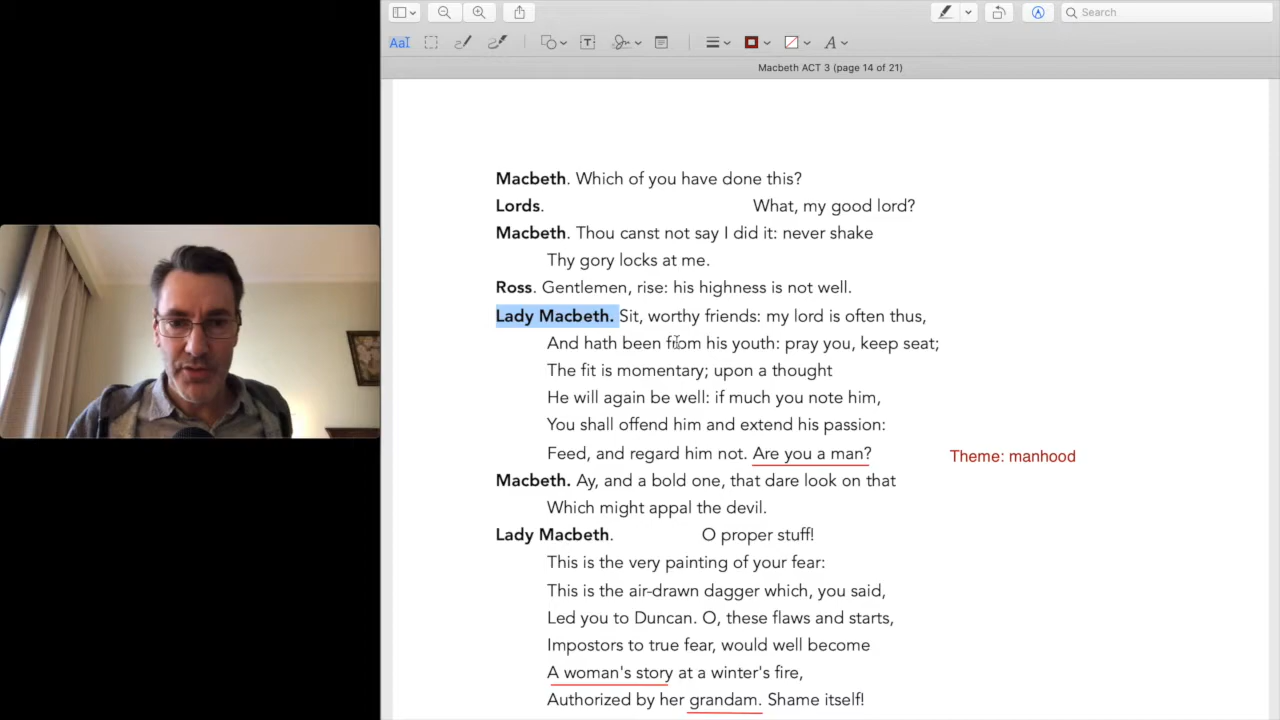 Search
AaI
T
A
Macbeth ACT 3 (page 14 of 21)
Macbeth. Which of you have done this?
Lords. What, my good lord?
Macbeth. Thou canst not say I did it: never shake
Thy gory locks at me.
Ross. Gentlemen, rise: his highness is not well.
Lady Macbeth. Sit, worthy friends: my lord is often thus,
And hath been from his youth: pray you, keep seat;
The fit is momentary; upon a thought
He will again be well: if much you note him,
You shall offend him and extend his passion:
Feed, and regard him not. Are you a man?
Theme: manhood
Macbeth. Ay, and a bold one, that dare look on that
Which might appal the devil.
Lady Macbeth. O proper stuff!
This is the very painting of your fear:
This is the air-drawn dagger which, you said,
Led you to Duncan. O, these flaws and starts,
Impostors to true fear, would well become
A woman's story at a winter's fire,
Authorized by her grandam. Shame itself!